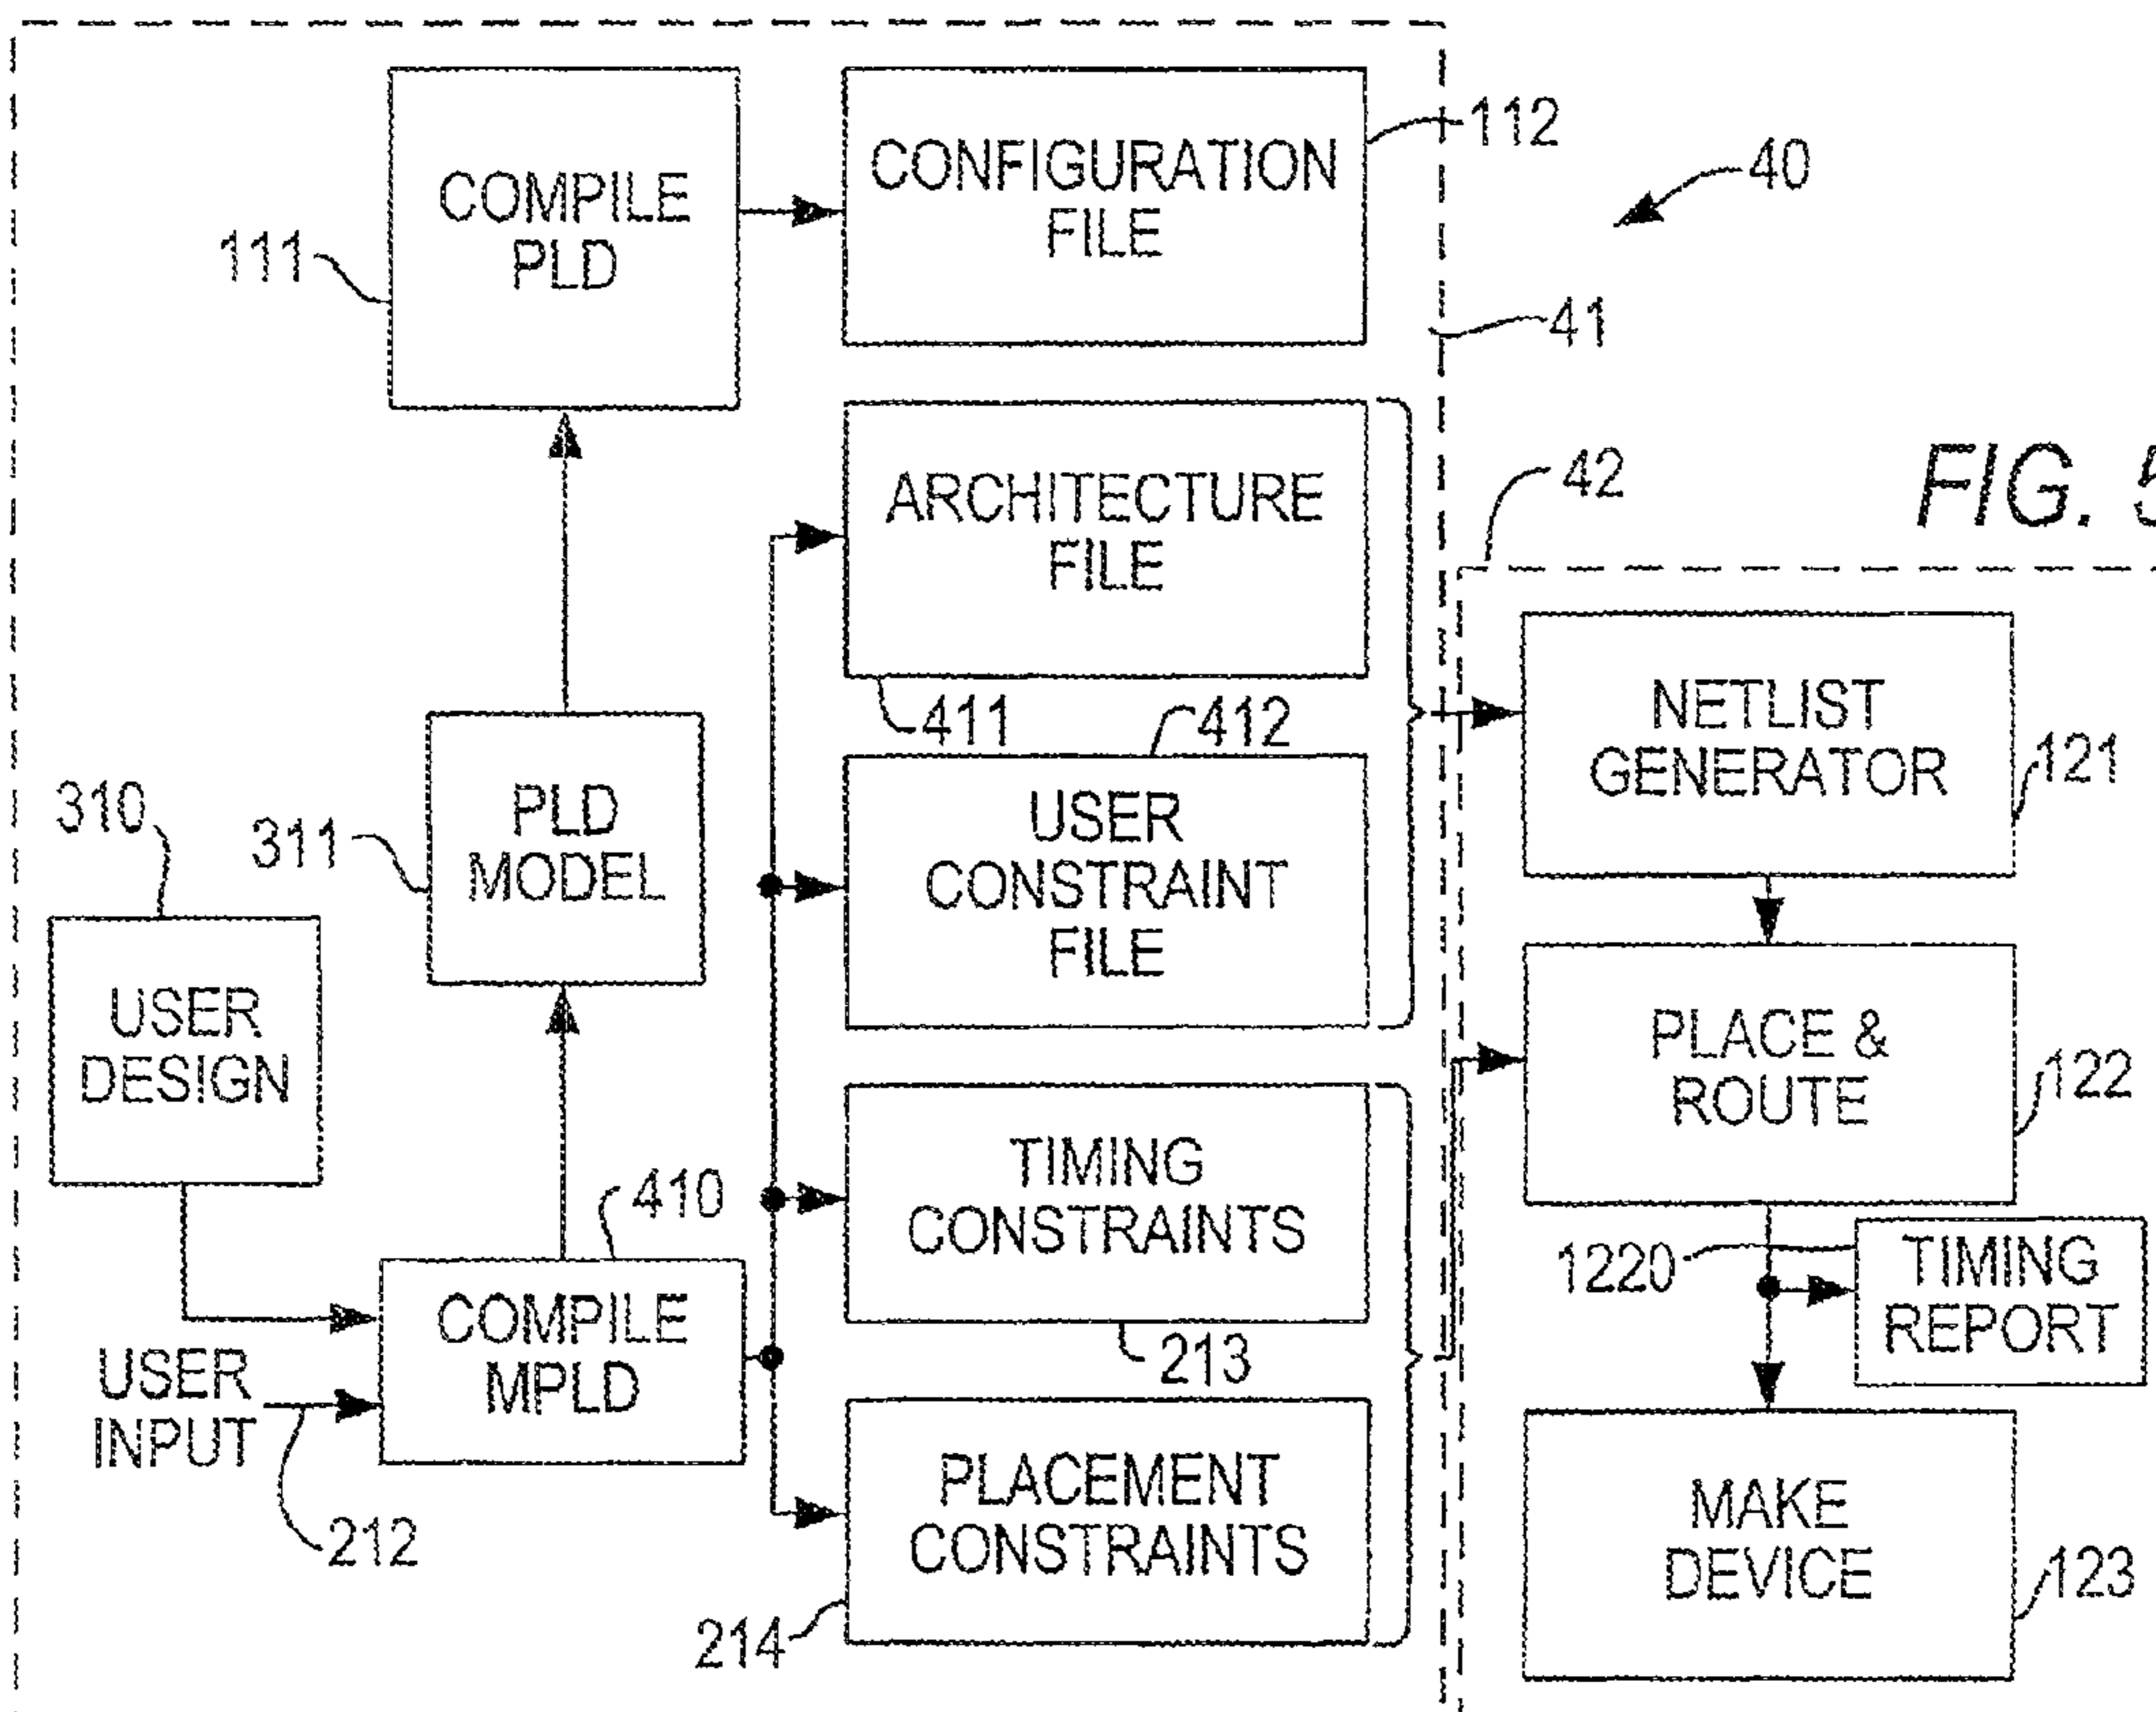 COMPILE
PLD
111
CONFIGURATION
FILE
112
40
41
ARCHITECTURE
FILE
411
42
FIG. 5
412
USER
CONSTRAINT
FILE
NETLIST
GENERATOR
121
310
311
PLD
MODEL
USER
DESIGN
PLACE &
ROUTE
122
410
TIMING
CONSTRAINTS
213
1220
TIMING
REPORT
COMPILE
MPLD
USER
INPUT
212
PLACEMENT
CONSTRAINTS
214
MAKE
DEVICE
123